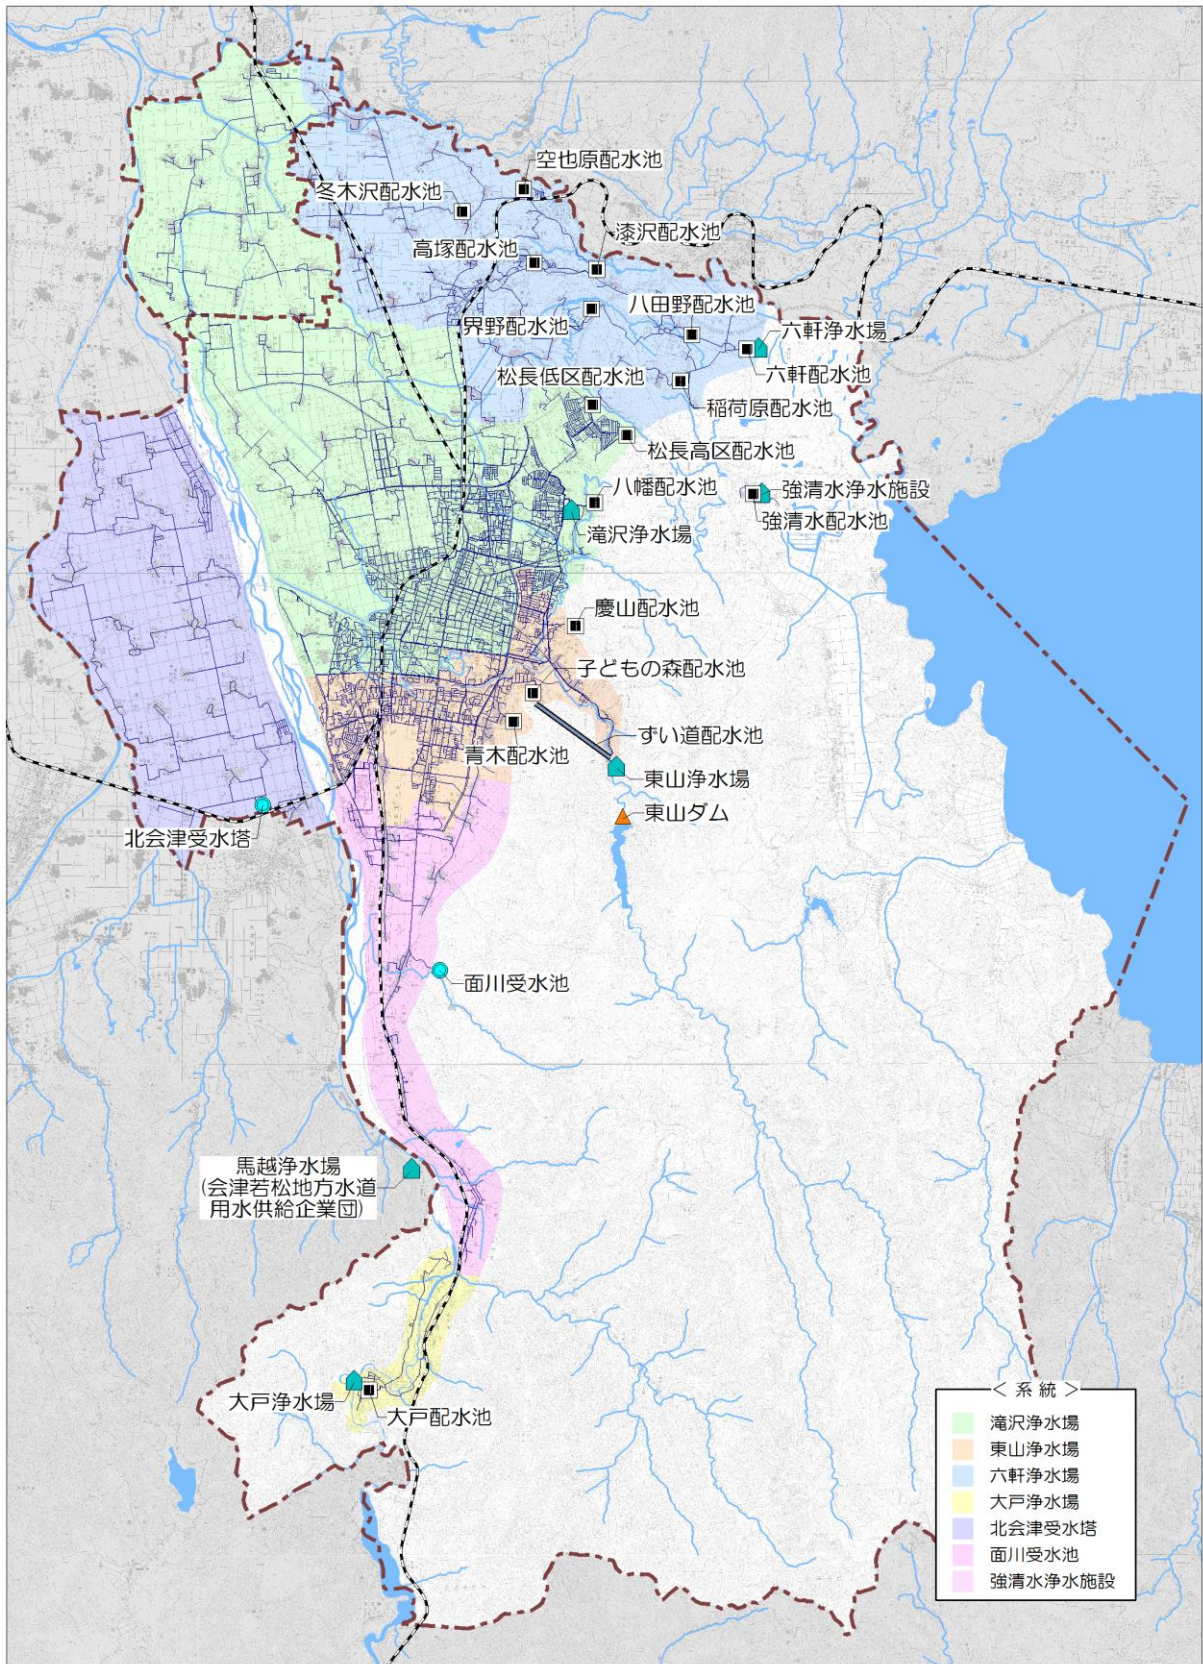 空也原配水池
冬木沢配水池
漆沢配水池
高塚配水池
八田野配水池
界野配水池
六軒浄水場
六軒配水池
松長低区配水池
稲荷原配水池
松長高区配水池
八幡配水池
強清水浄水施設
強清水配水池
滝沢浄水場
慶山配水池
子どもの森配水池
ずい道配水池
青木配水池
東山浄水場
東山ダム
北会津受水塔
面川受水池
馬越浄水場
(会津若松地方水道
用水供給企業団)
大戸浄水場
大戸配水池
<系統>
滝沢浄水場
東山浄水場
六軒浄水場
大戸浄水場
北会津受水塔
面川受水池
強清水浄水施設